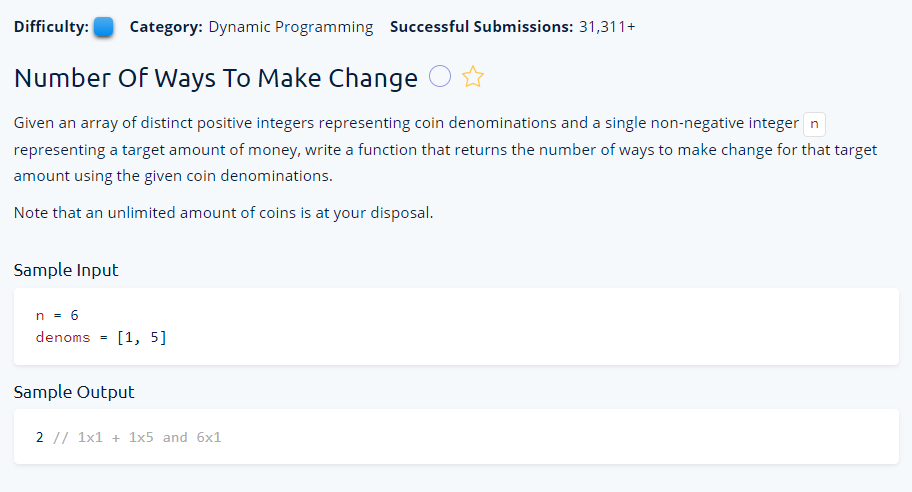 Difficulty: Category: Dynamic Programming Successful Submissions: 31,311+
Number Of Ways To Make Change
Given an array of distinct positive integers representing coin denominations and a single non-negative integer n
representing a target amount of money, write a function that returns the number of ways to make change for that target
amount using the given coin denominations.
Note that an unlimited amount of coins is at your disposal.
Sample Input
n = 6
denoms = [1, 5]
Sample Output
2 // 1x1 + 1x5 and 6x1